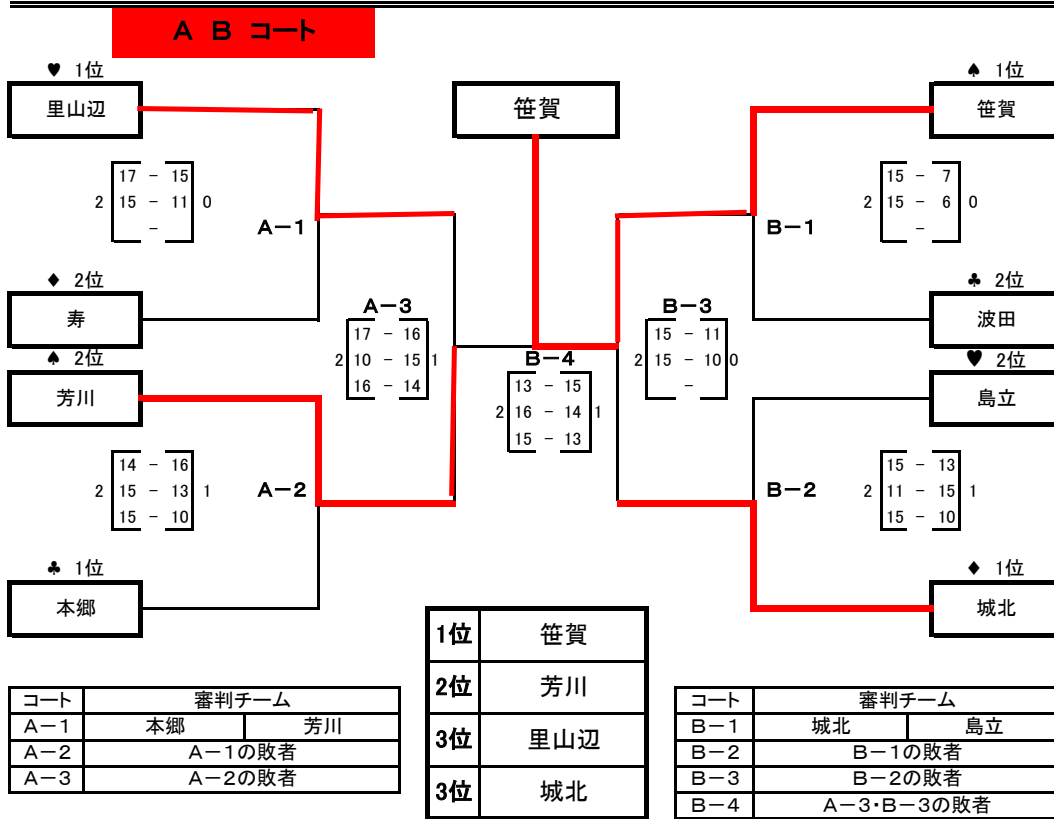 A B コート
♥ 1位
里山辺
17 - 15
2 15 - 11 0
-
A-1
♦ 2位
寿
♠ 2位
芳川
14 - 16
2 15 - 13 1
15 - 10
A-2
♣ 1位
本郷
A-3
17 - 16
2 10 - 15 1
16 - 14
笹賀
B-4
13 - 15
2 16 - 14 1
15 - 13
B-3
15 - 11
2 15 - 10 0
-
♠ 1位
笹賀
15 - 7
2 15 - 6 0
-
B-1
♣ 2位
波田
♥ 2位
島立
15 - 13
2 11 - 15 1
15 - 10
B-2
♦ 1位
城北
1位 笹賀
2位 芳川
3位 里山辺
3位 城北
コート 審判チーム
A-1 本郷 芳川
A-2 A-1の敗者
A-3 A-2の敗者
コート 審判チーム
B-1 城北 島立
B-2 B-1の敗者
B-3 B-2の敗者
B-4 A-3・B-3の敗者